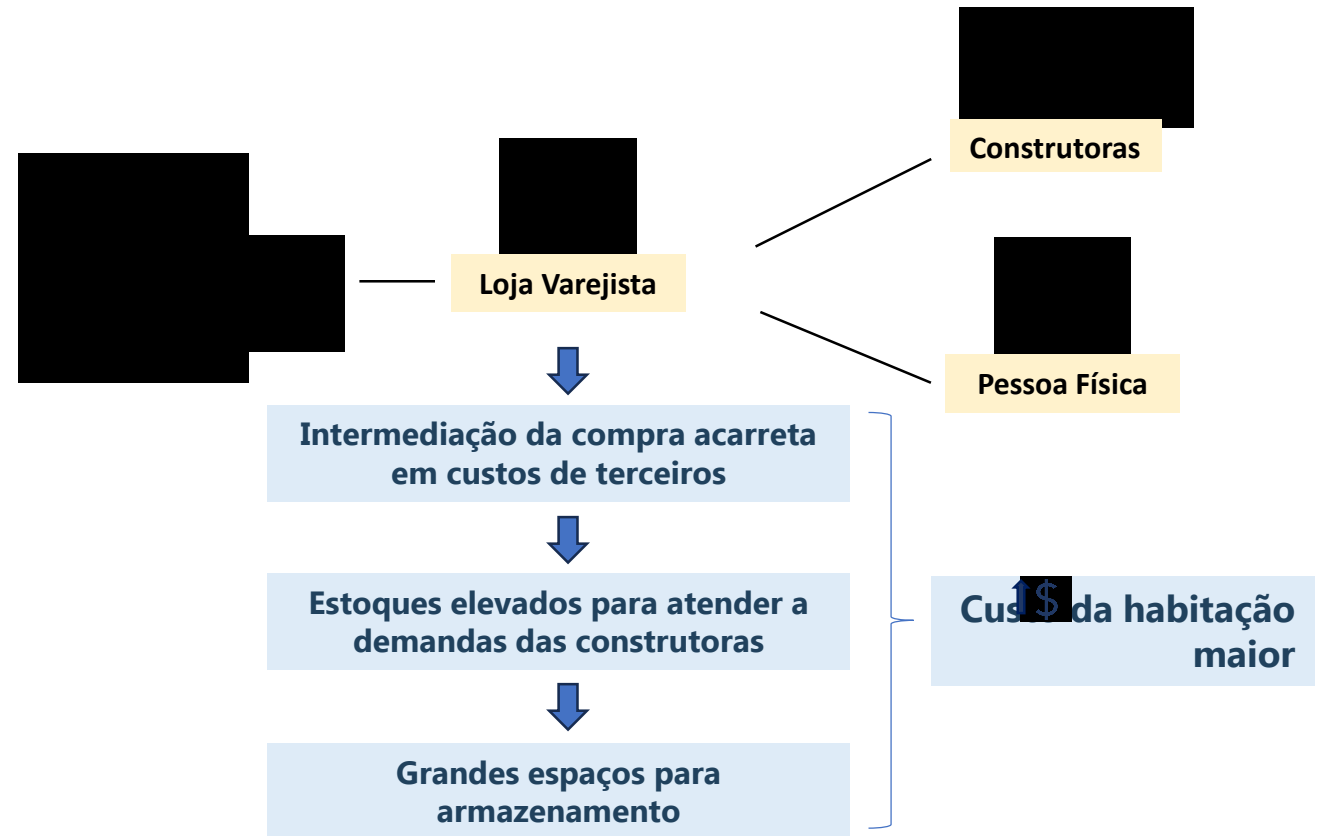 Construtoras
Loja Varejista
Pessoa Física
Intermediação da compra acarreta
em custos de terceiros
Estoques elevados para atender a
demandas das construtoras
$
da habitação
maior
Grandes espaços para
armazenamento